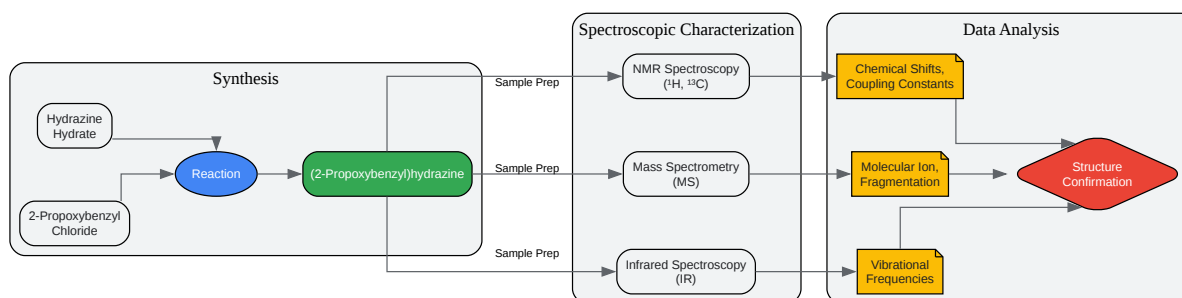 Synthesis
Hydrazine
Hydrate
2-Propoxybenzyl
Chloride
Reaction
(2-Propoxybenzyl)hydrazine
Sample Prep
Sample Prep
Sample Prep
Spectroscopic Characterization
NMR Spectroscopy
(¹H, ¹³C)
Mass Spectrometry
(MS)
Infrared Spectroscopy
(IR)
Data Analysis
Chemical Shifts,
Coupling Constants
Molecular Ion,
Fragmentation
Vibrational
Frequencies
Structure
Confirmation